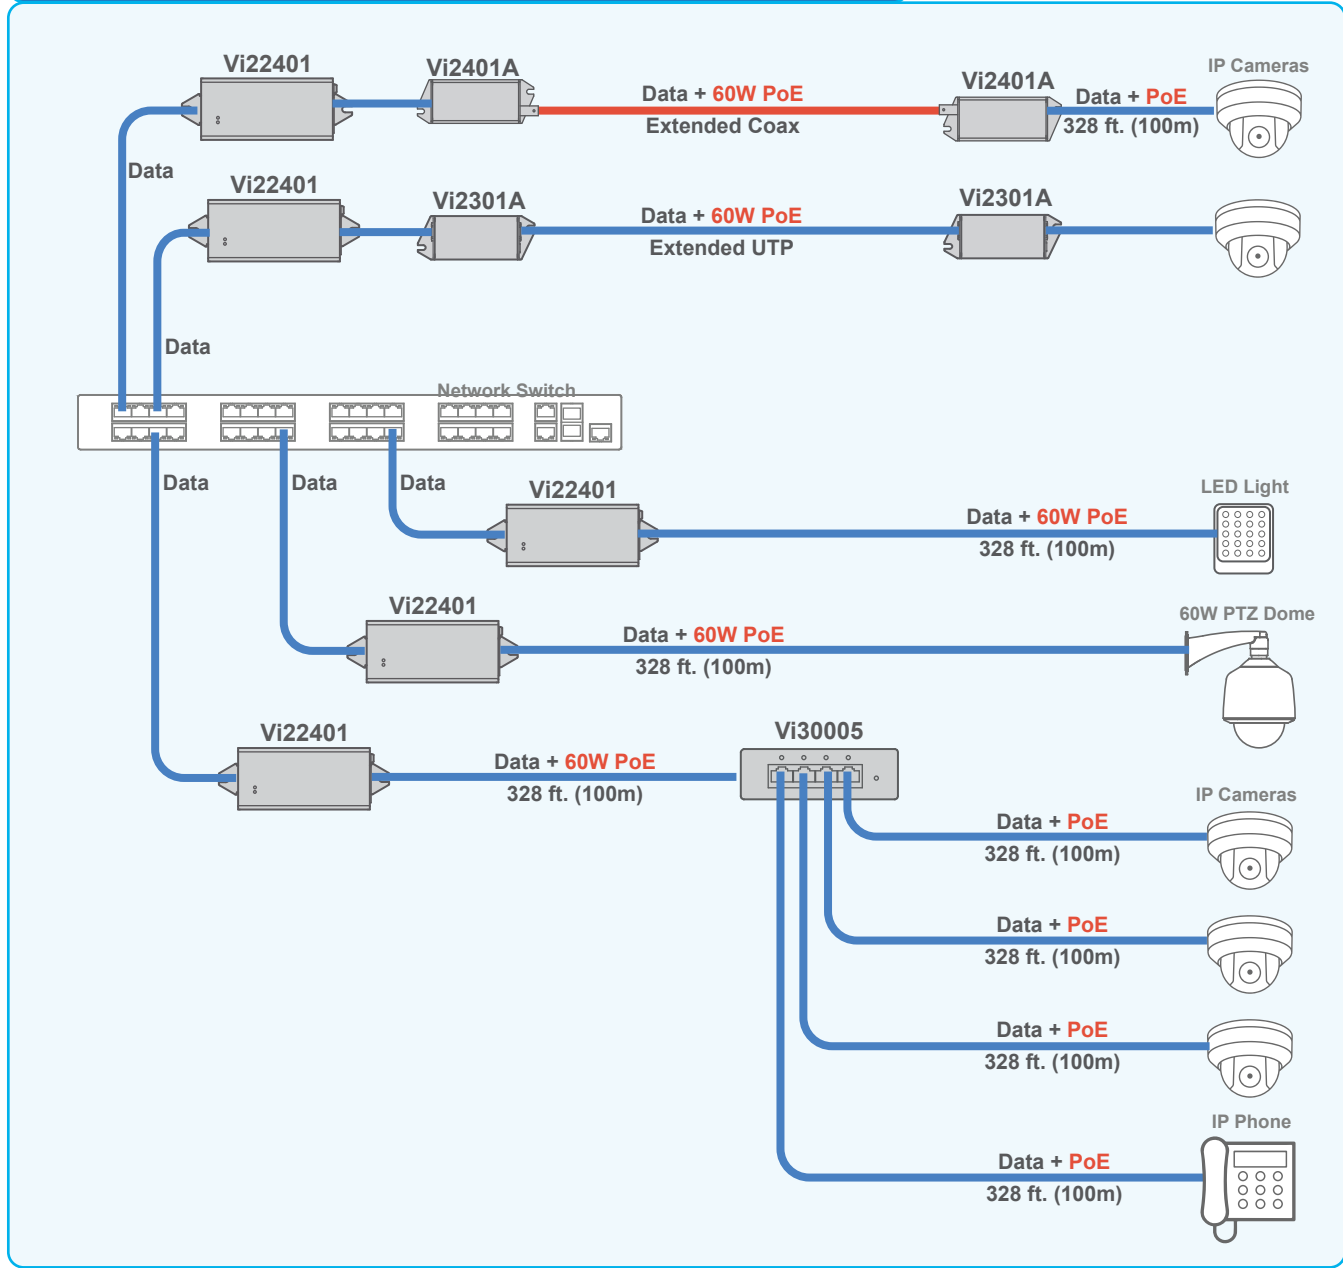 Vi22401
Vi2401A
Data + 60W PoE
Extended Coax
Vi2401A
Data + PoE
328 ft. (100m)
IP Cameras
Data
Vi22401
Vi2301A
Data + 60W PoE
Extended UTP
Vi2301A
Data
Network Switch
Data
Data
Data
Vi22401
Data + 60W PoE
328 ft. (100m)
LED Light
Vi22401
Data + 60W PoE
328 ft. (100m)
60W PTZ Dome
Vi22401
Data + 60W PoE
328 ft. (100m)
Vi30005
IP Cameras
Data + PoE
328 ft. (100m)
Data + PoE
328 ft. (100m)
Data + PoE
328 ft. (100m)
IP Phone
Data + PoE
328 ft. (100m)